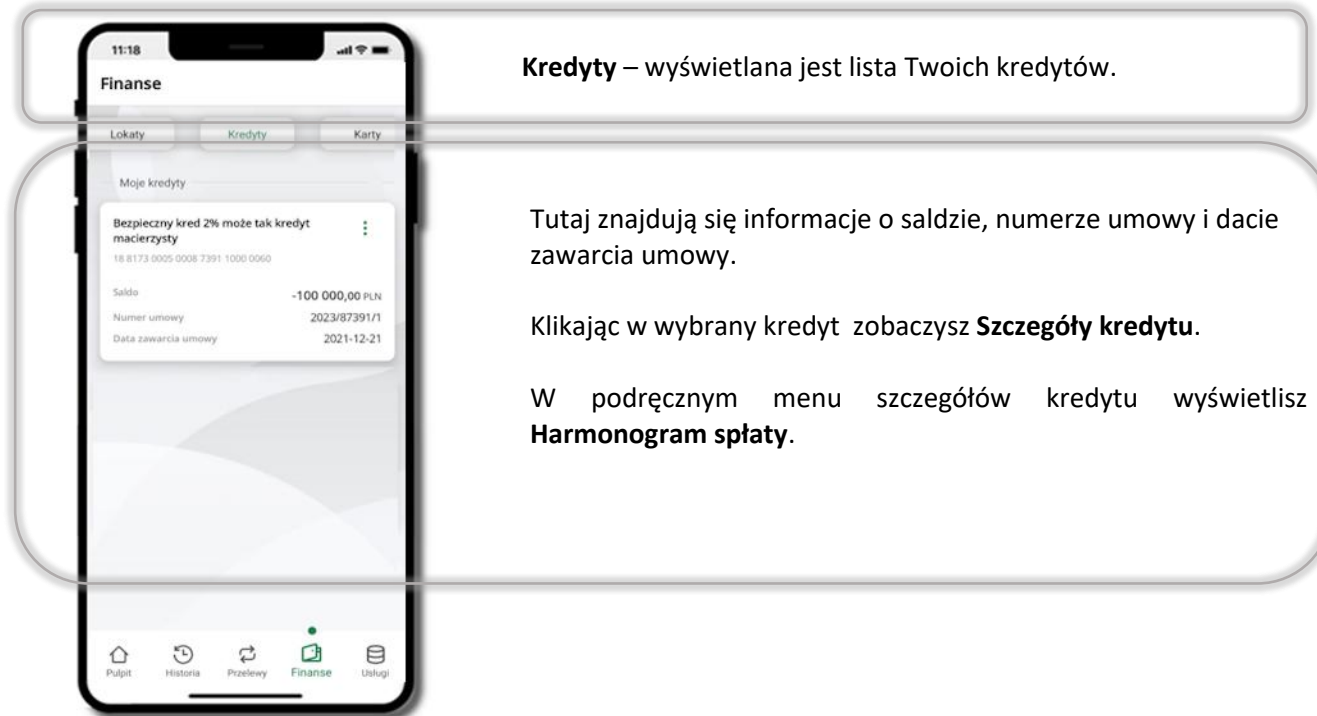 Kredyty – wyświetlana jest lista Twoich kredytów.
11:18
Finanse
Lokaty Kredyty Karty
Moje kredyty
Bezpieczny kred 2% może tak kredyt
macierzysty
18 8173 0005 0008 7391 1000 0060
Saldo -100 000,00 PLN
Numer umowy 2023/87391/1
Data zawarcia umowy 2021-12-21
Tutaj znajdują się informacje o saldzie, numerze umowy i dacie
zawarcia umowy.
Klikając w wybrany kredyt zobaczysz Szczegóły kredytu.
W podręcznym menu szczegółów kredytu wyświetlisz
Harmonogram spłaty.
Pulpit Historia Przelewy Finanse Usługi